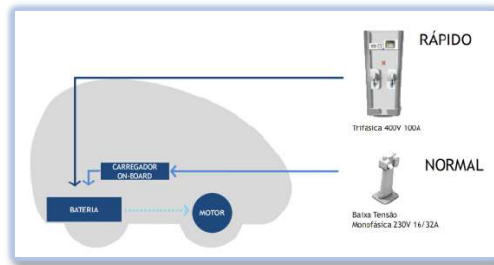 RÁPIDO
Trifásica 400V 100A
CARREGADOR
ON-BOARD
NORMAL
BATERIA
MOTOR
Baixa Tensão
Monofásica 230V 16/32A